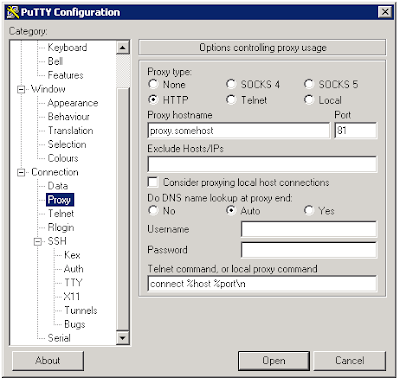 PuTTY Configuration
Category:
Keyboard
Bell
Features
Window
Appearance
Behaviour
Translation
Selection
Colours
Connection
Data
Proxy
Telnet
Rlogin
SSH
Kex
Auth
TTY
X11
Tunnels
Bugs
Serial
Options controlling proxy usage
Proxy type:
None SOCKS 4 SOCKS 5
HTTP Telnet Local
Proxy hostname Port
proxy.somehost 81
Exclude Hosts/IPs
Consider proxying local host connections
Do DNS name lookup at proxy end:
No Auto Yes
Username
Password
Telnet command, or local proxy command
connect %host %port\n
About Open Cancel